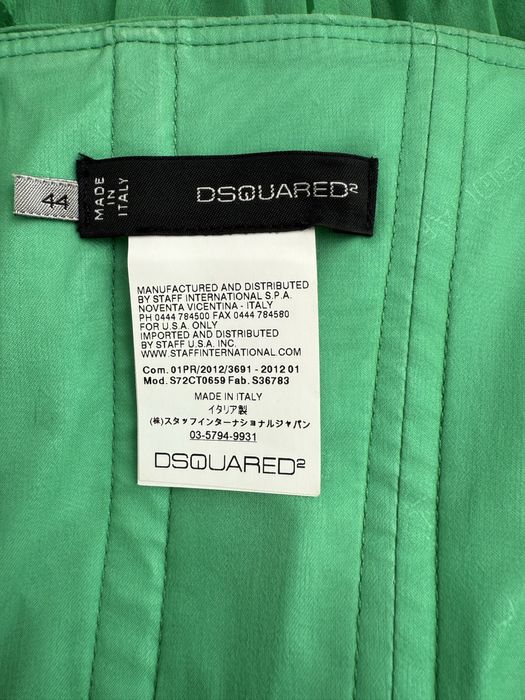 44
MADE
IN
ITALY
DSQUARED²
MANUFACTURED AND DISTRIBUTED
BY STAFF INTERNATIONAL S.P.A.
NOVENTA VICENTINA - ITALY
PH 0444 784500 FAX 0444 784580
FOR U.S.A. ONLY
IMPORTED AND DISTRIBUTED
BY STAFF U.S.A. INC.
WWW.STAFFINTERNATIONAL.COM
Com. 01PR/2012/3691 - 2012 01
Mod. S72CT0659 Fab. S36783
MADE IN ITALY
イタリア製
(株)スタッフインターナショナルジャパン
03-5794-9931
DSQUARED²